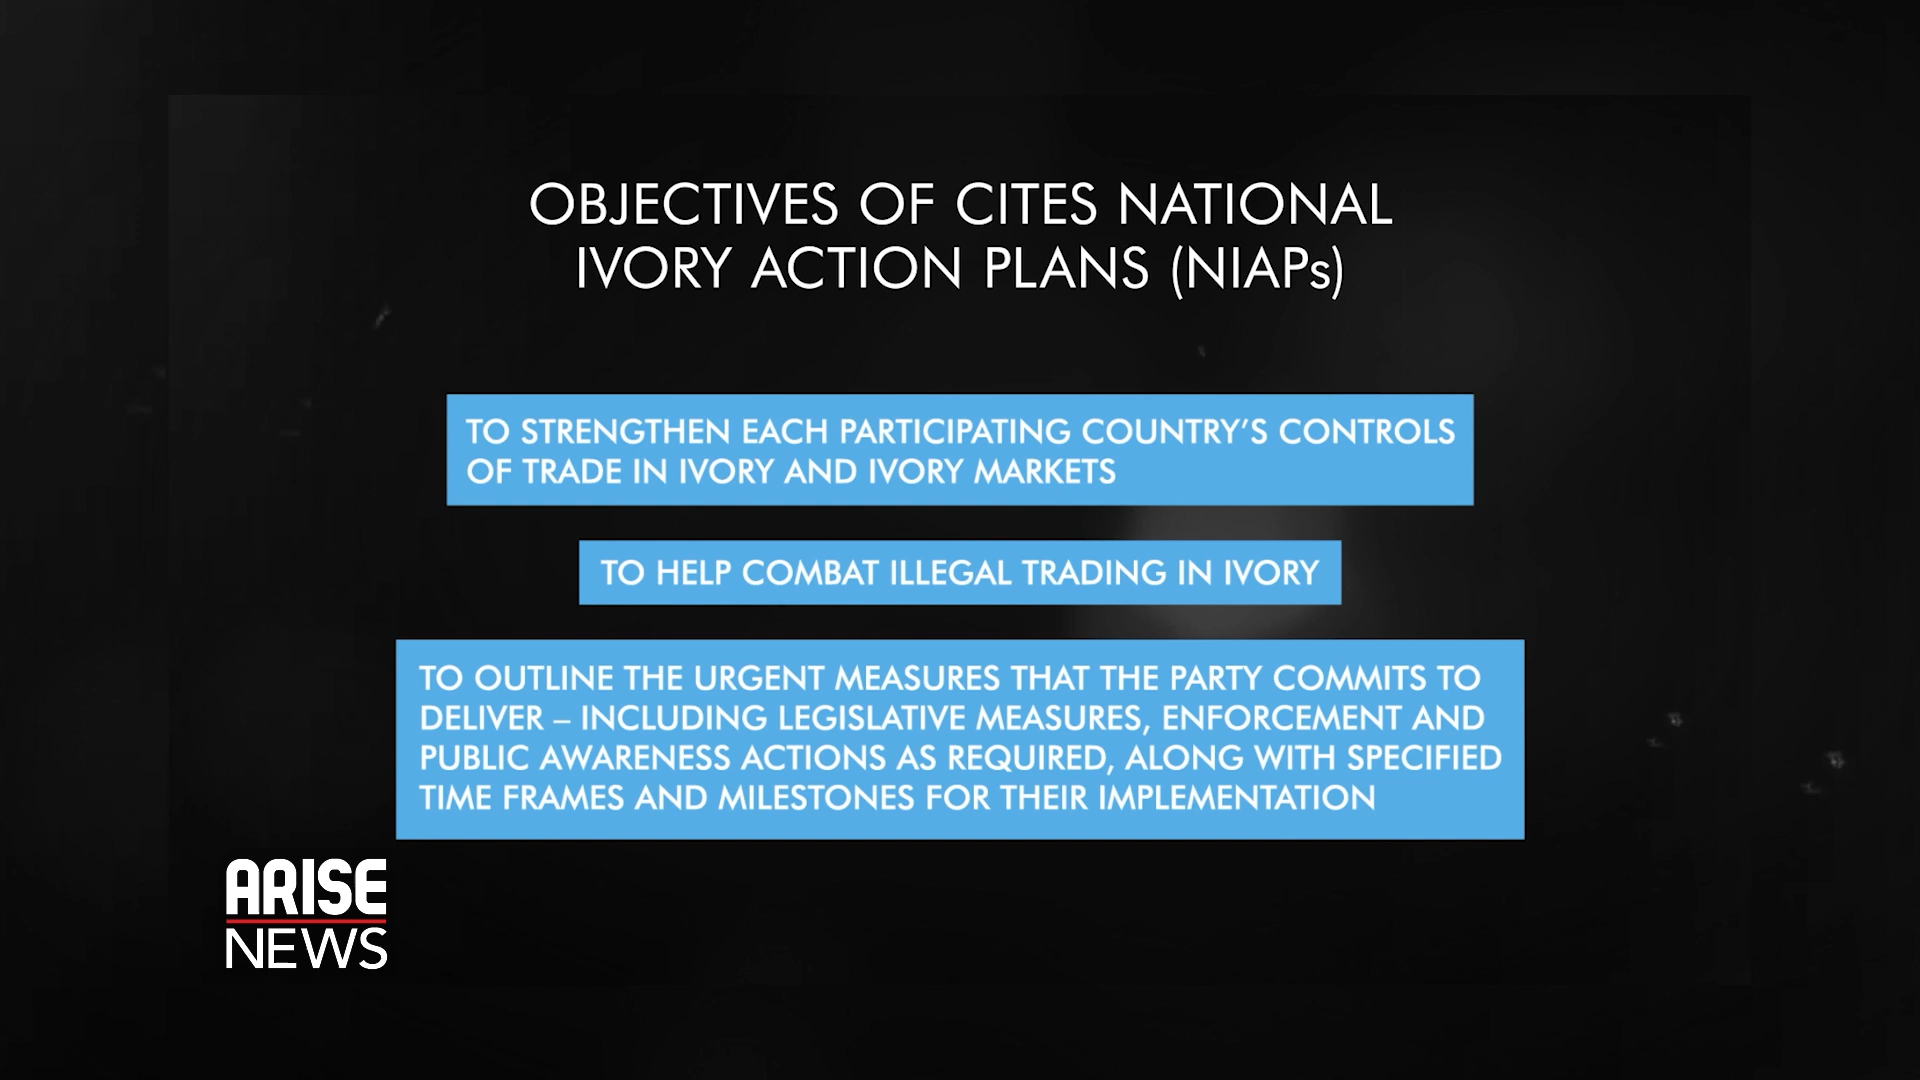 OBJECTIVES OF CITES NATIONAL
IVORY ACTION PLANS (NIAPs)
TO STRENGTHEN EACH PARTICIPATING COUNTRY’S CONTROLS
OF TRADE IN IVORY AND IVORY MARKETS
TO HELP COMBAT ILLEGAL TRADING IN IVORY
TO OUTLINE THE URGENT MEASURES THAT THE PARTY COMMITS TO
DELIVER – INCLUDING LEGISLATIVE MEASURES, ENFORCEMENT AND
PUBLIC AWARENESS ACTIONS AS REQUIRED, ALONG WITH SPECIFIED
TIME FRAMES AND MILESTONES FOR THEIR IMPLEMENTATION
ARISE
NEWS